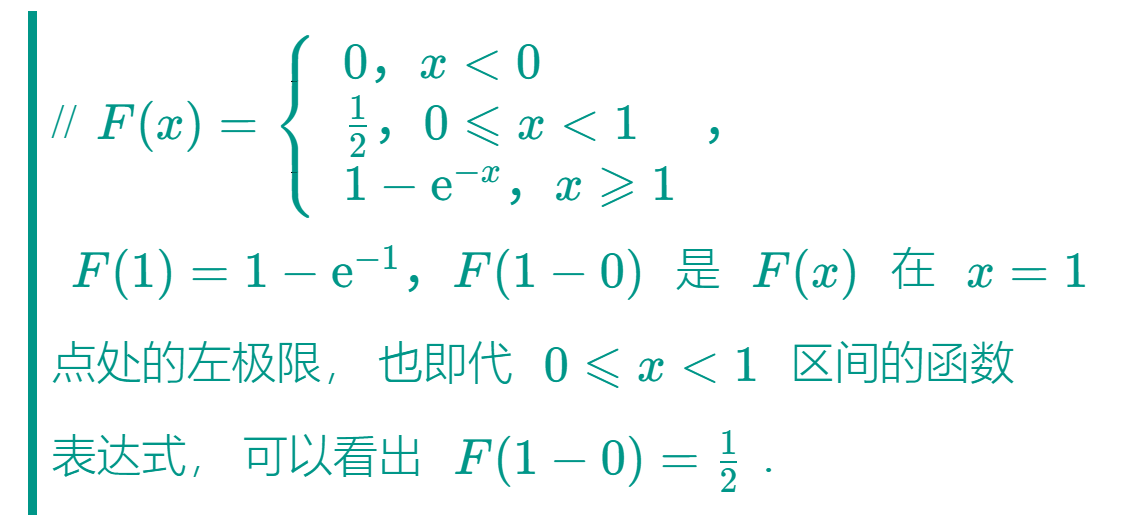 // F(x) = { 0，x < 0
1/2，0 ⩽ x < 1 ，
1 − e^{−x}，x ⩾ 1
F(1) = 1 − e^{−1}，F(1 − 0) 是 F(x) 在 x = 1
点处的左极限， 也即代 0 ⩽ x < 1 区间的函数
表达式， 可以看出 F(1 − 0) = 1/2 .